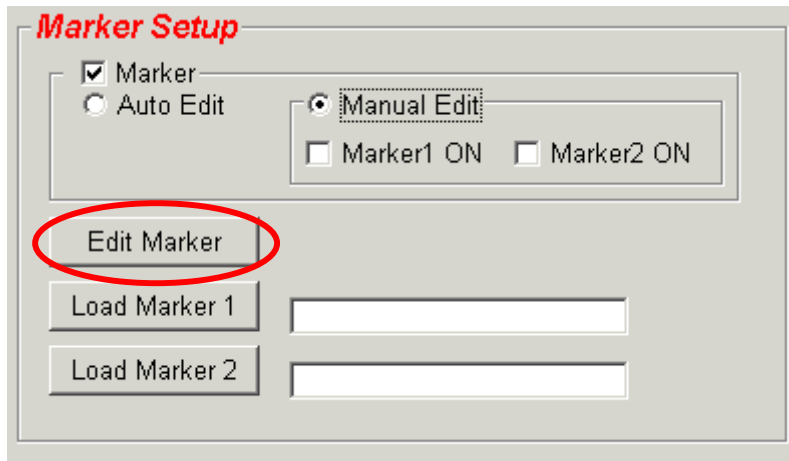 Marker Setup
Marker
Auto Edit
Manual Edit
Marker1 ON
Marker2 ON
Edit Marker
Load Marker 1
Load Marker 2